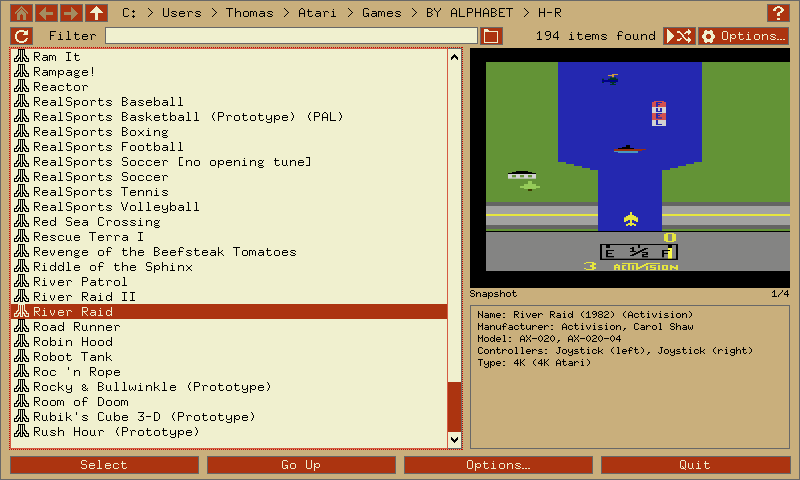 C: > Users > Thomas > Atari > Games > BY ALPHABET > H-R
?
Filter
194 items found
Options…
Ram It
Rampage!
Reactor
RealSports Baseball
RealSports Basketball (Prototype) (PAL)
RealSports Boxing
RealSports Football
RealSports Soccer [no opening tune]
RealSports Soccer
RealSports Tennis
RealSports Volleyball
Red Sea Crossing
Rescue Terra I
Revenge of the Beefsteak Tomatoes
Riddle of the Sphinx
River Patrol
River Raid II
River Raid
Road Runner
Robin Hood
Robot Tank
Roc 'n Rope
Rocky & Bullwinkle (Prototype)
Room of Doom
Rubik's Cube 3-D (Prototype)
Rush Hour (Prototype)
FUEL
0
E 1/2 F
3 ACTIVISION
Snapshot 1/4
Name: River Raid (1982) (Activision)
Manufacturer: Activision, Carol Shaw
Model: AX-020, AX-020-04
Controllers: Joystick (left), Joystick (right)
Type: 4K (4K Atari)
Select
Go Up
Options…
Quit